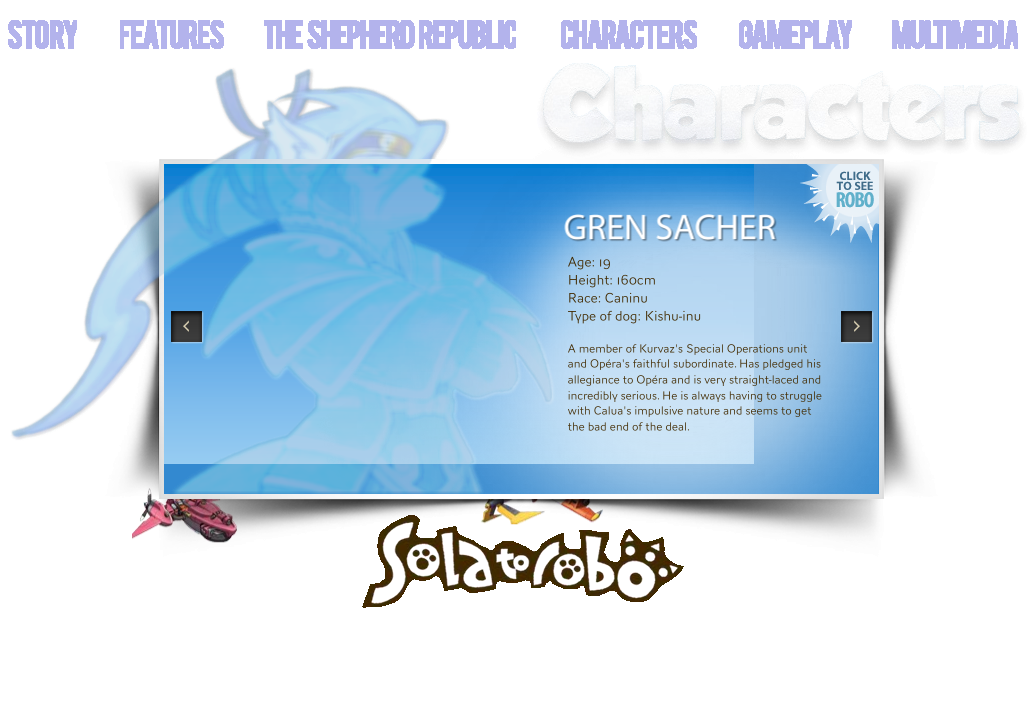 STORY FEATURES THE SHEPHERD REPUBLIC CHARACTERS GAMEPLAY MULTIMEDIA
Characters
CLICK
TO SEE
ROBO
GREN SACHER
Age: 19
Height: 160cm
Race: Caninu
Type of dog: Kishu-inu
A member of Kurvaz's Special Operations unit
and Opéra's faithful subordinate. Has pledged his
allegiance to Opéra and is very straight-laced and
incredibly serious. He is always having to struggle
with Calua's impulsive nature and seems to get
the bad end of the deal.
Solatorobo